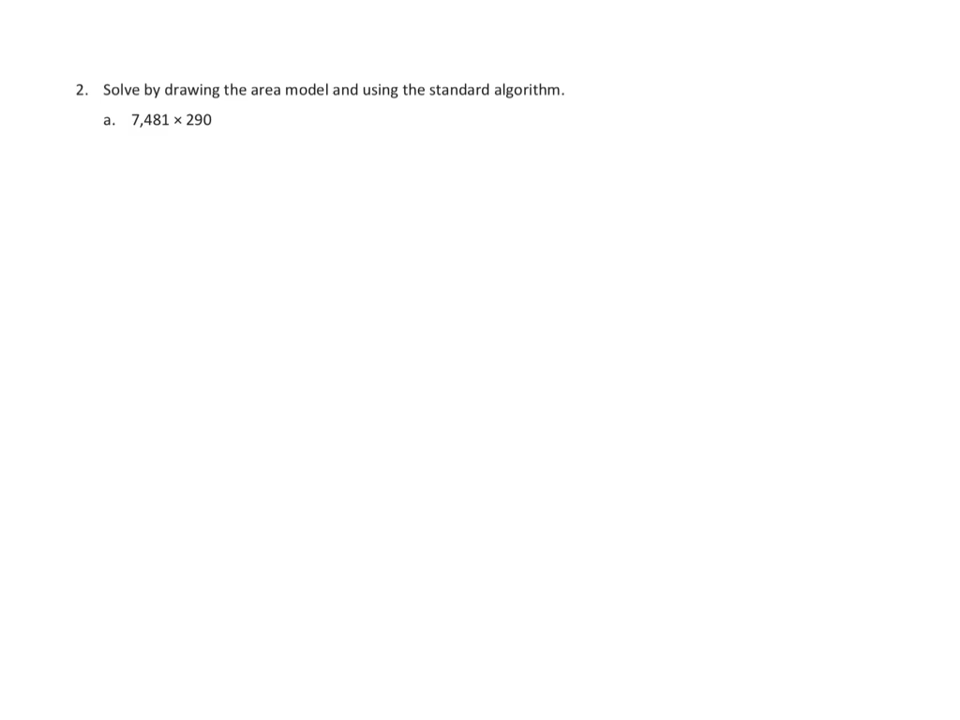 2. Solve by drawing the area model and using the standard algorithm.
a. 7,481 × 290